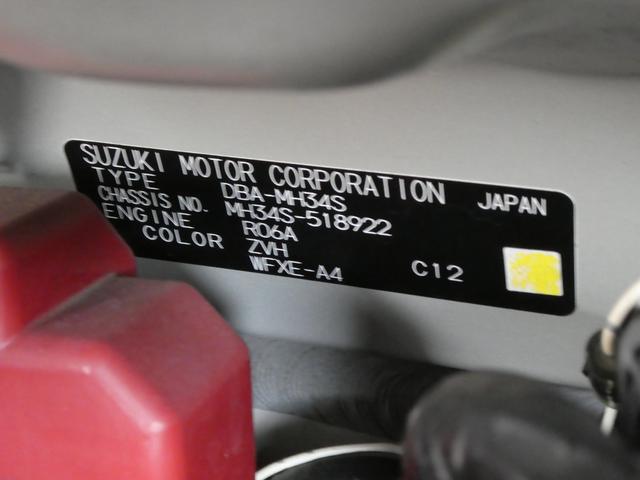 SUZUKI MOTOR CORPORATION JAPAN
TYPE DBA-MH34S
CHASSIS NO. MH34S-518922
ENGINE R06A
COLOR ZVH
WFXE-A4 C12